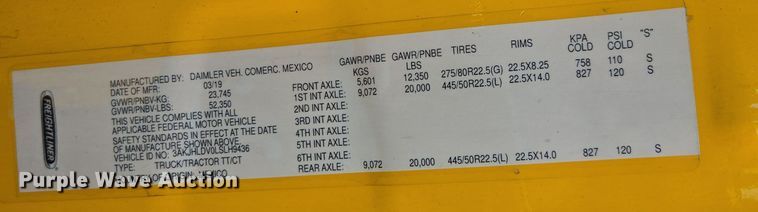 FREIGHTLINER
MANUFACTURED BY: DAIMLER VEH. COMERC. MEXICO
DATE OF MFR: 03/19
GVWR/PNBV-KG: 23,745
GVWR/PNBV-LBS: 52,350
THIS VEHICLE COMPLIES WITH ALL
APPLICABLE FEDERAL MOTOR VEHICLE
SAFETY STANDARDS IN EFFECT AT THE DATE
OF MANUFACTURE SHOWN ABOVE.
VEHICLE ID NO.: 3AKJHLDV0LSLH9436
TYPE: TRUCK/TRACTOR TT/CT
ORIGIN: MEXICO
GAWR/PNBE GAWR/PNBE TIRES RIMS KPA PSI "S"
KGS LBS COLD COLD
FRONT AXLE: 5,601 12,350 275/80R22.5(G) 22.5X8.25 758 110 S
1ST INT AXLE: 9,072 20,000 445/50R22.5(L) 22.5X14.0 827 120 S
2ND INT AXLE:
3RD INT AXLE:
4TH INT AXLE:
5TH INT AXLE:
6TH INT AXLE:
REAR AXLE: 9,072 20,000 445/50R22.5(L) 22.5X14.0 827 120 S
Purple Wave Auction